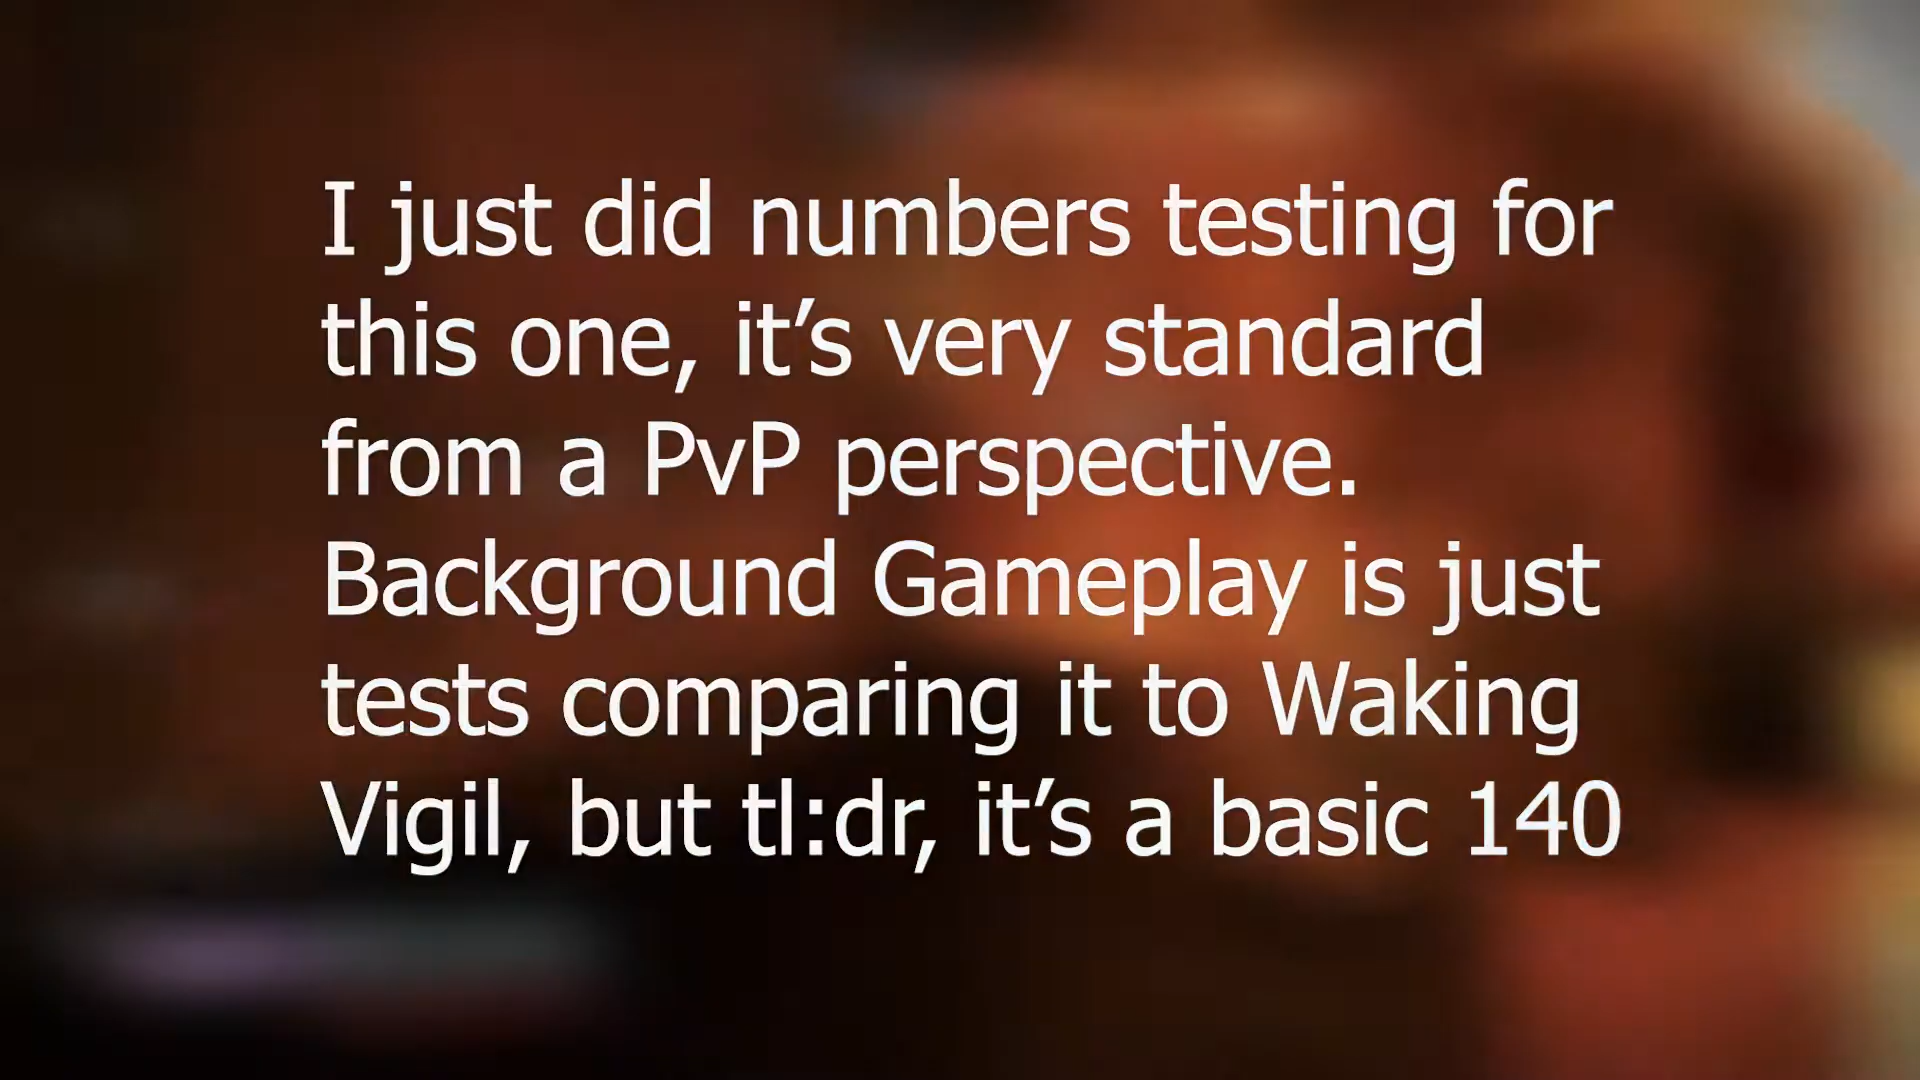 I just did numbers testing for
this one, it’s very standard
from a PvP perspective.
Background Gameplay is just
tests comparing it to Waking
Vigil, but tl:dr, it’s a basic 140